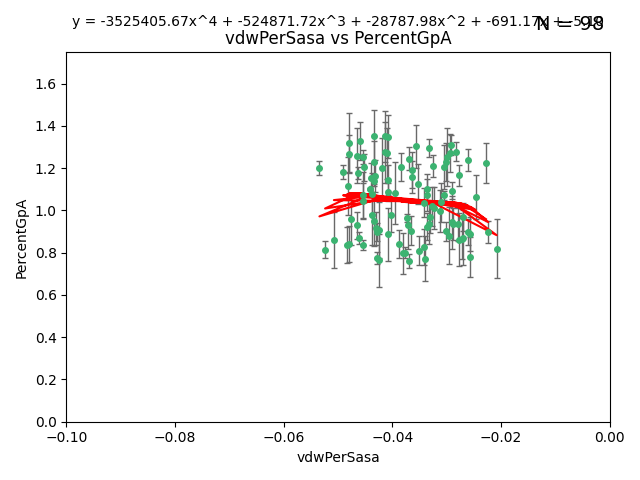 y = -3525405.67x^4 + -524871.72x^3 + -28787.98x^2 + -691.17x + -5.19
N = 98
vdwPerSasa vs PercentGpA
1.6
1.4
1.2
1.0
0.8
0.6
0.4
0.2
0.0
PercentGpA
-0.10 -0.08 -0.06 -0.04 -0.02 0.00
vdwPerSasa